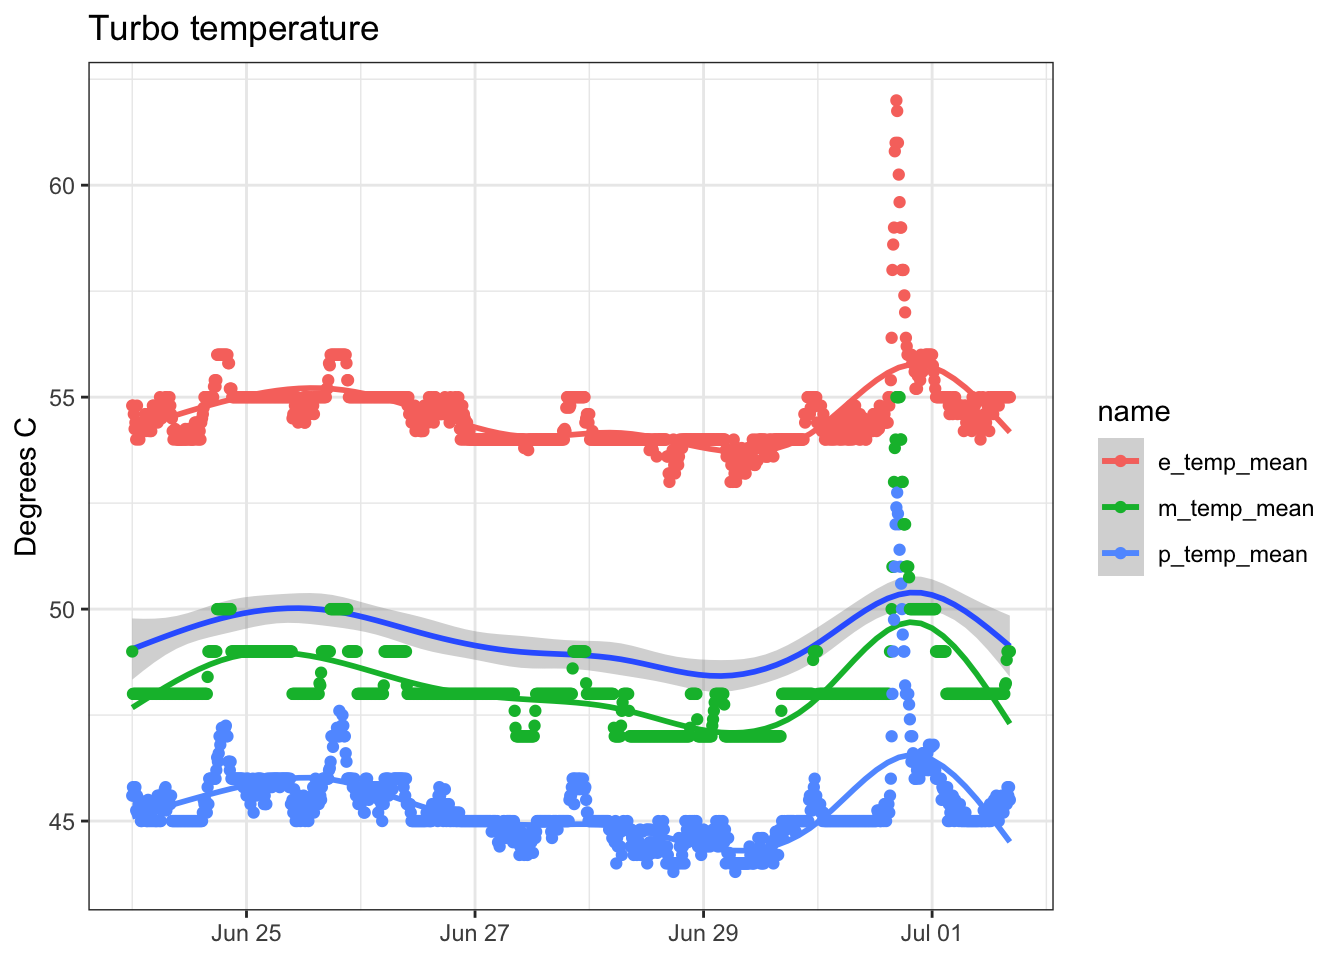 Turbo temperature
Degrees C
60
55
50
45
Jun 25
Jun 27
Jun 29
Jul 01
name
e_temp_mean
m_temp_mean
p_temp_mean